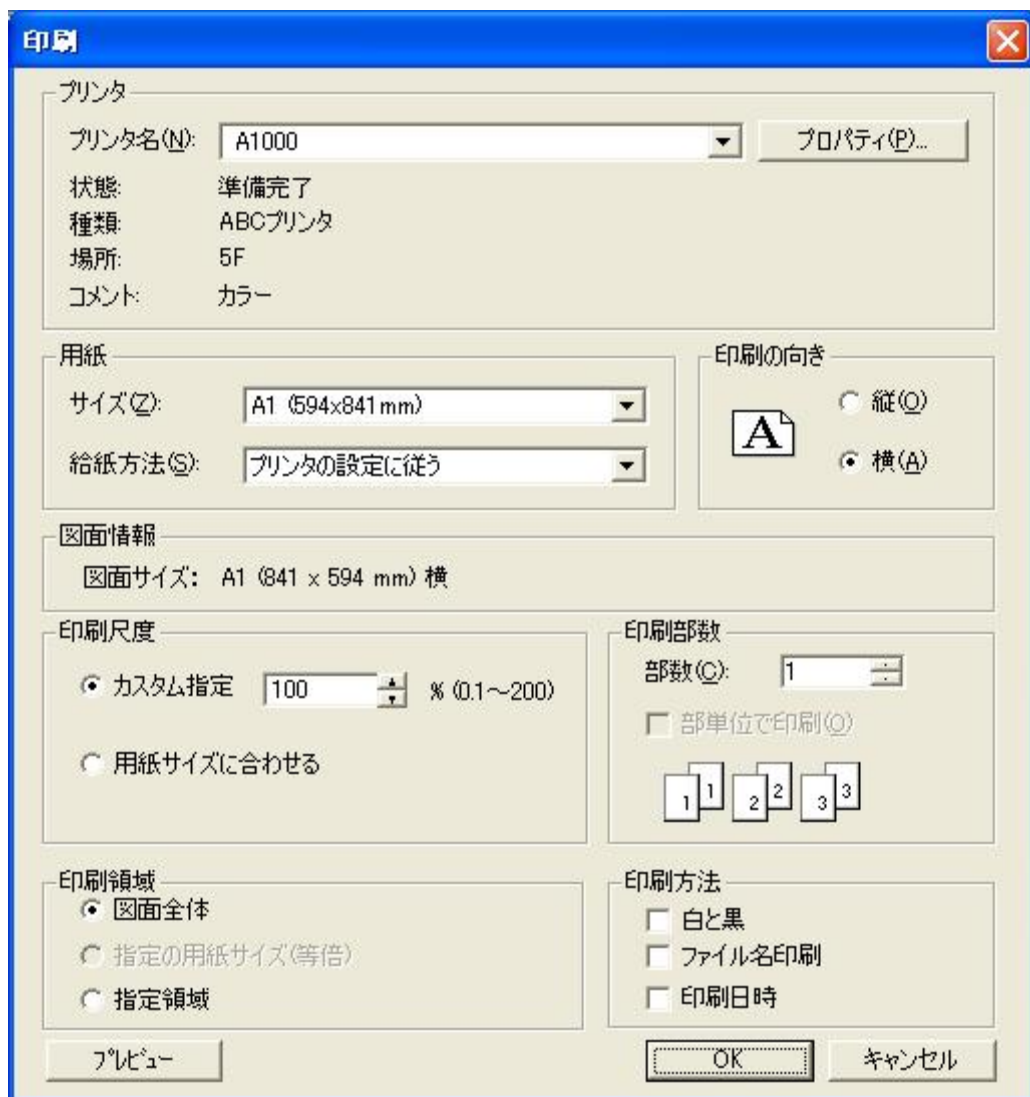 印刷
プリンタ
プリンタ名(N): A1000 プロパティ(P)...
状態: 準備完了
種類: ABCプリンタ
場所: 5F
コメント: カラー
用紙
サイズ(Z): A1 (594x841mm)
給紙方法(S): プリンタの設定に従う
印刷の向き
A
縦(O)
横(A)
図面情報
図面サイズ: A1 (841 x 594 mm) 横
印刷尺度
カスタム指定 100 % (0.1～200)
用紙サイズに合わせる
印刷部数
部数(C): 1
部単位で印刷(O)
1 1 2 2 3 3
印刷領域
図面全体
指定の用紙サイズ(等倍)
指定領域
印刷方法
白と黒
ファイル名印刷
印刷日時
プレビュー OK キャンセル